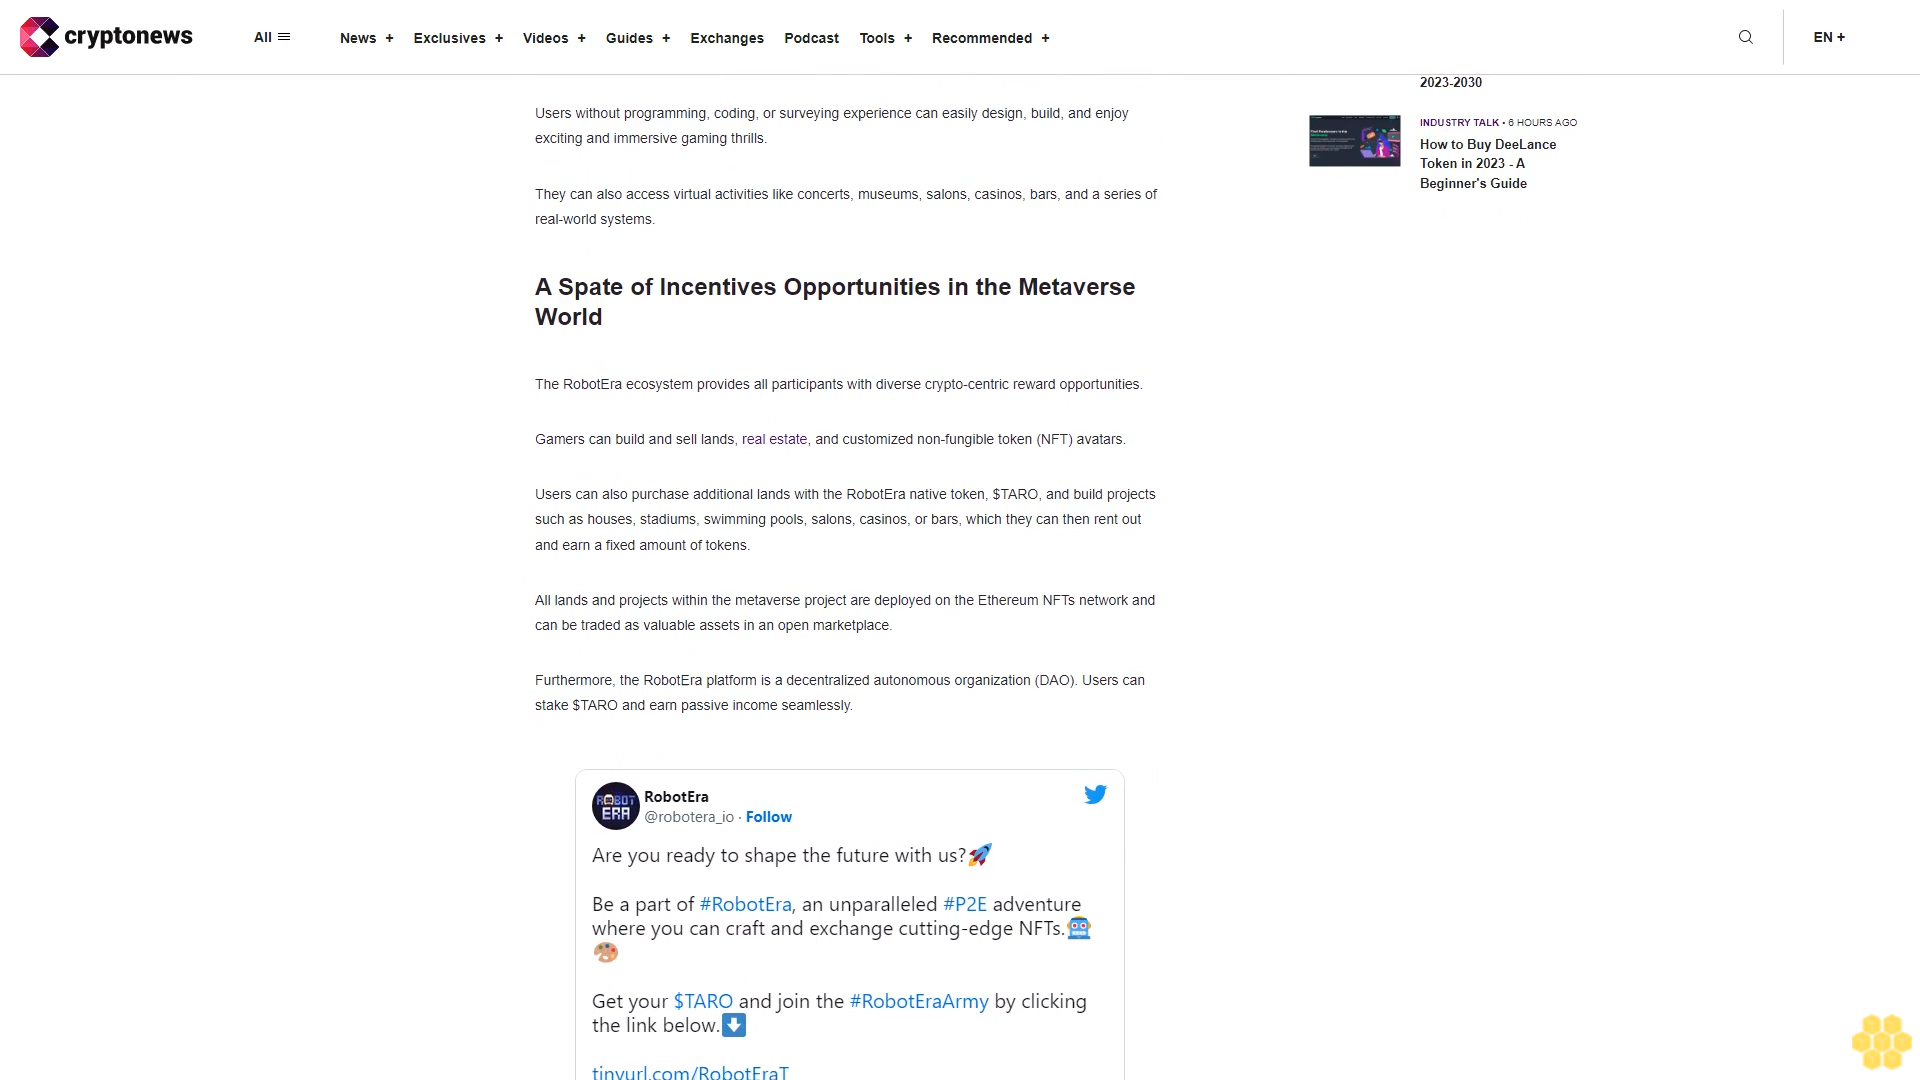 cryptonews
All
News +
Exclusives +
Videos +
Guides +
Exchanges
Podcast
Tools +
Recommended +
EN +
Users without programming, coding, or surveying experience can easily design, build, and enjoy
exciting and immersive gaming thrills.
They can also access virtual activities like concerts, museums, salons, casinos, bars, and a series of
real-world systems.
A Spate of Incentives Opportunities in the Metaverse
World
The RobotEra ecosystem provides all participants with diverse crypto-centric reward opportunities.
Gamers can build and sell lands, real estate, and customized non-fungible token (NFT) avatars.
Users can also purchase additional lands with the RobotEra native token, $TARO, and build projects
such as houses, stadiums, swimming pools, salons, casinos, or bars, which they can then rent out
and earn a fixed amount of tokens.
All lands and projects within the metaverse project are deployed on the Ethereum NFTs network and
can be traded as valuable assets in an open marketplace.
Furthermore, the RobotEra platform is a decentralized autonomous organization (DAO). Users can
stake $TARO and earn passive income seamlessly.
ROBOT
ERA
RobotEra
@robotera_io · Follow
Are you ready to shape the future with us?🚀
Be a part of #RobotEra, an unparalleled #P2E adventure
where you can craft and exchange cutting-edge NFTs.🤖
🎨
Get your $TARO and join the #RobotEraArmy by clicking
the link below.⬇️
tinyurl.com/RobotEraT
2023-2030
INDUSTRY TALK • 6 HOURS AGO
How to Buy DeeLance
Token in 2023 - A
Beginner's Guide